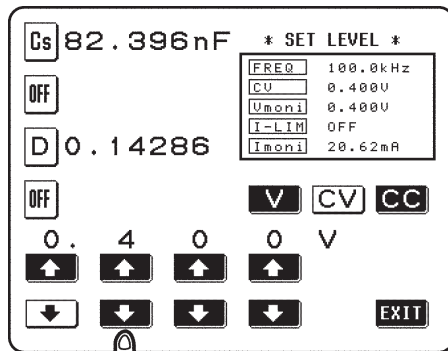 Cs 82.396nF
* SET LEVEL *
FREQ 100.0kHz
CV 0.400V
Vmoni 0.400V
I-LIM OFF
Imoni 20.62mA
OFF
D 0.14286
OFF
V CV CC
0. 4 0 0 V
EXIT